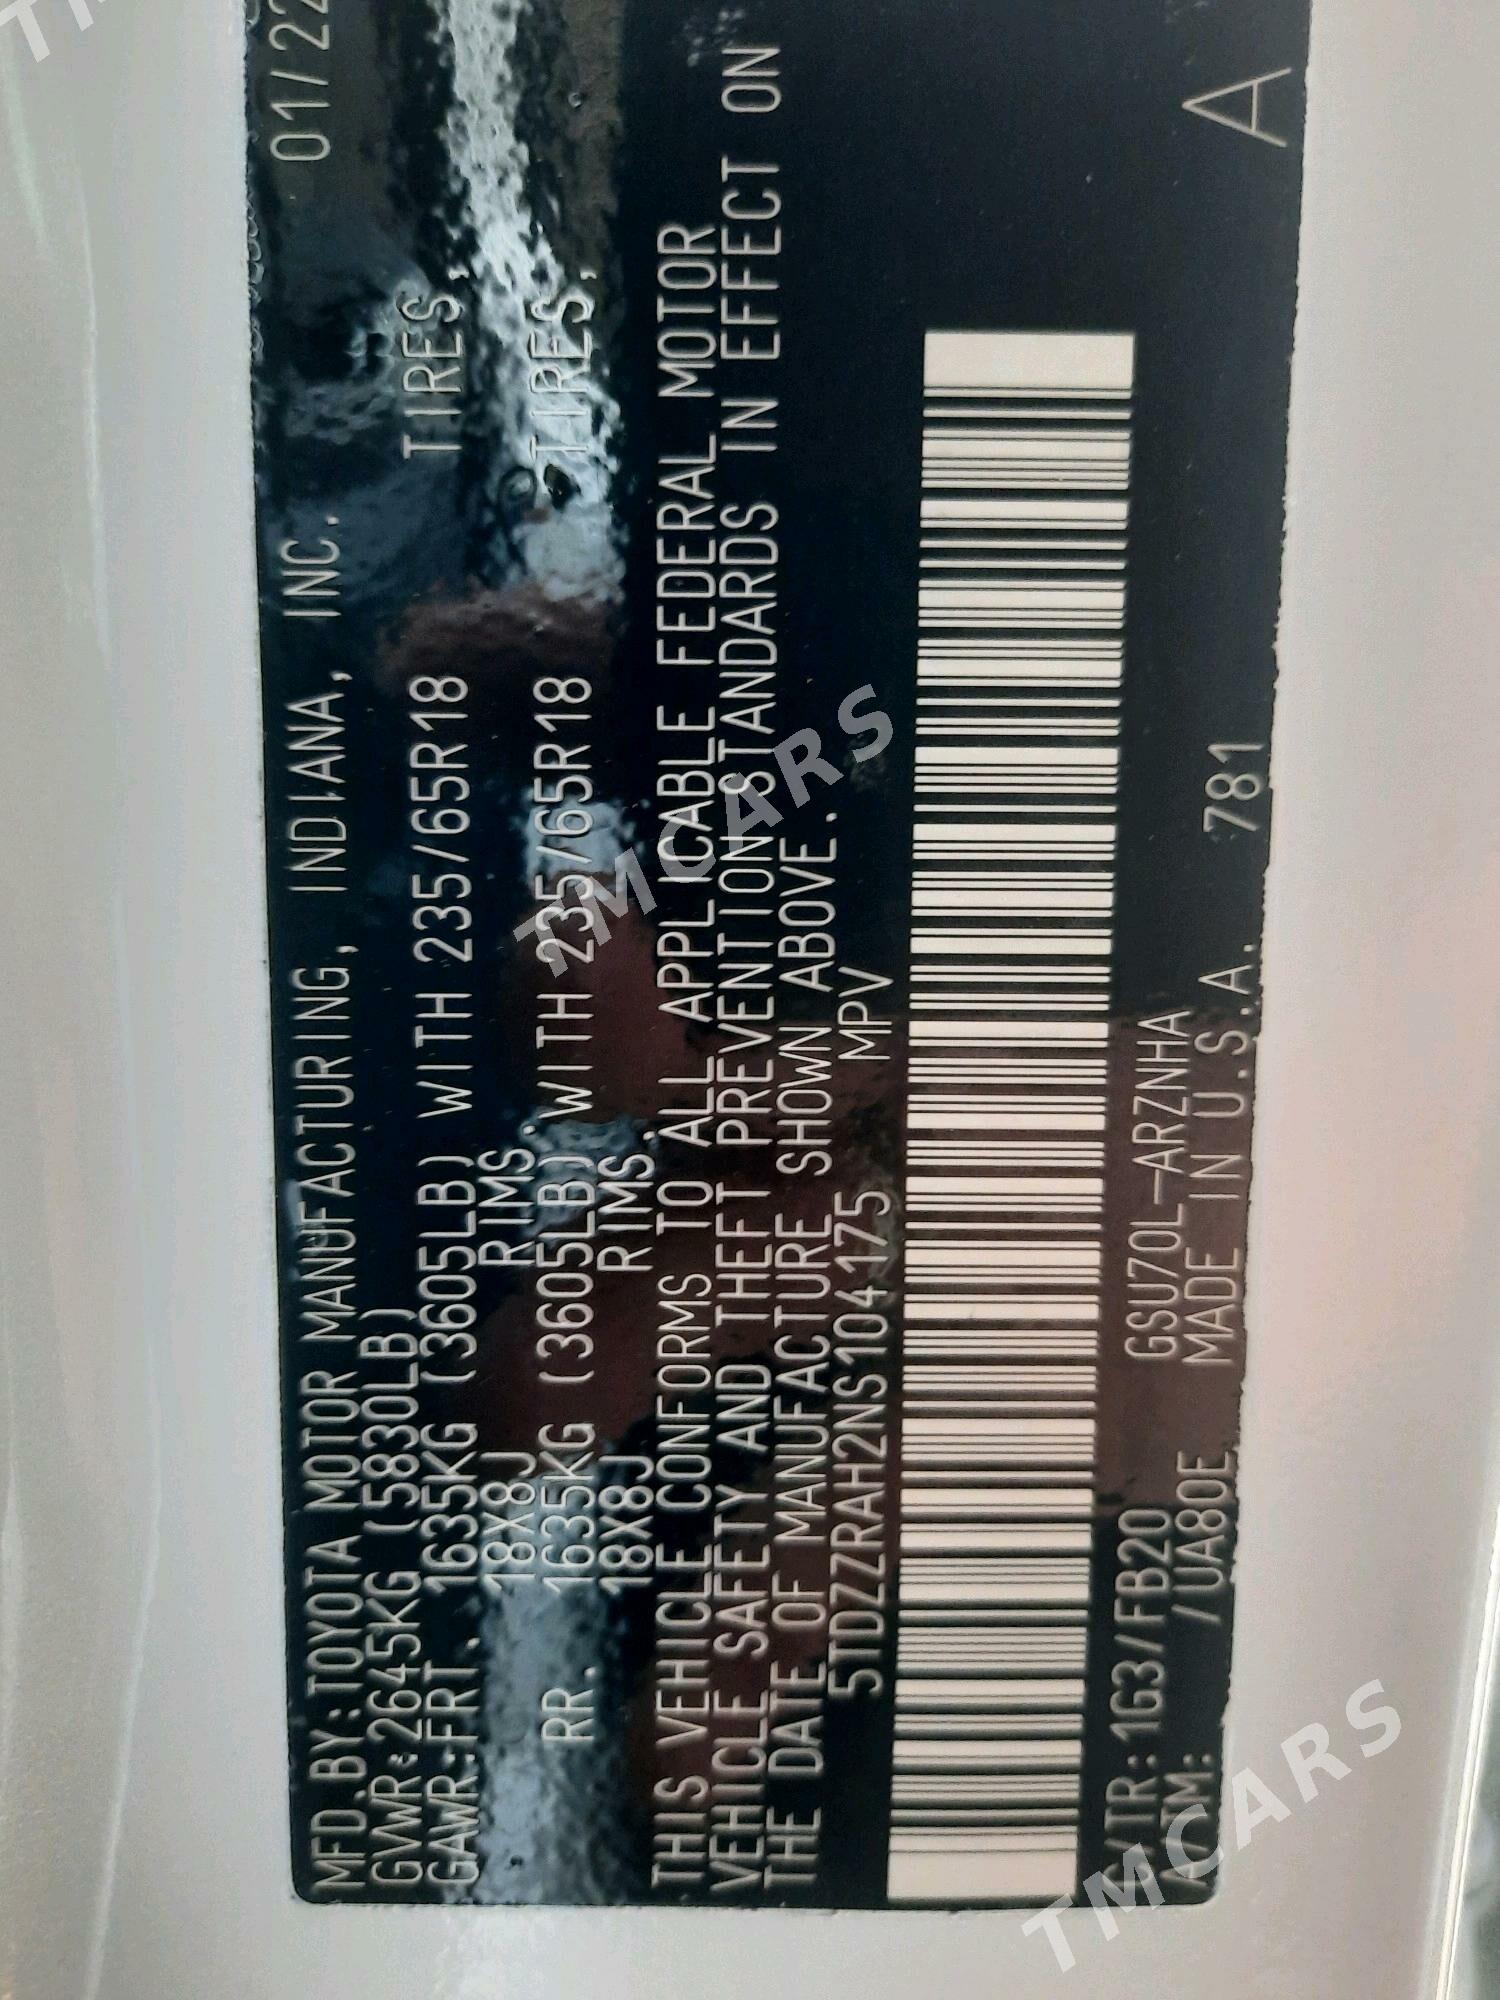 MFD.BY:TOYOTA MOTOR MANUFACTURING, INDIANA, INC. 01/22
GVWR:2645KG (5830LB)
GAWR:FRT. 1635KG (3605LB) WITH 235/65R18 TIRES,
18X8J RIMS.
RR. 1635KG (3605LB) WITH 235/65R18 TIRES,
18X8J RIMS.
THIS VEHICLE CONFORMS TO ALL APPLICABLE FEDERAL MOTOR
VEHICLE SAFETY AND THEFT PREVENTION STANDARDS IN EFFECT ON
THE DATE OF MANUFACTURE SHOWN ABOVE.
5TDZZRAH2NS104175 MPV
C/TR:1G3/FB20 GSU70L-ARZNHA
A/TM: /UA80E MADE IN U.S.A. 781 A
TMCARS
TMCARS